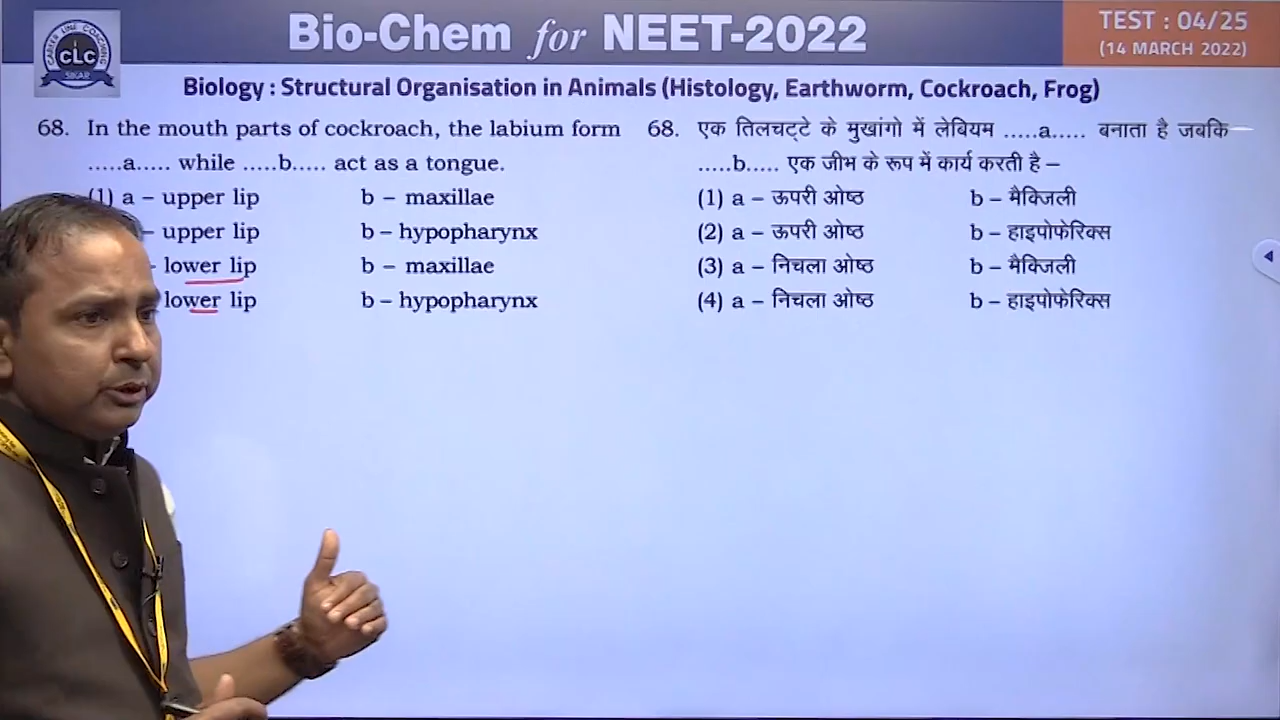 Bio-Chem for NEET-2022
TEST : 04/25
(14 MARCH 2022)
CAREER LINE COACHING
CLC
SIKAR
Biology : Structural Organisation in Animals (Histology, Earthworm, Cockroach, Frog)
68. In the mouth parts of cockroach, the labium form
.....a..... while .....b..... act as a tongue.
(1) a – upper lip b – maxillae
– upper lip b – hypopharynx
– lower lip b – maxillae
lower lip b – hypopharynx
68. एक तिलचट्टे के मुखांगो में लेबियम .....a..... बनाता है जबकि
.....b..... एक जीभ के रूप में कार्य करती है –
(1) a – ऊपरी ओष्ठ b – मैक्जिली
(2) a – ऊपरी ओष्ठ b – हाइपोफेरिक्स
(3) a – निचला ओष्ठ b – मैक्जिली
(4) a – निचला ओष्ठ b – हाइपोफेरिक्स